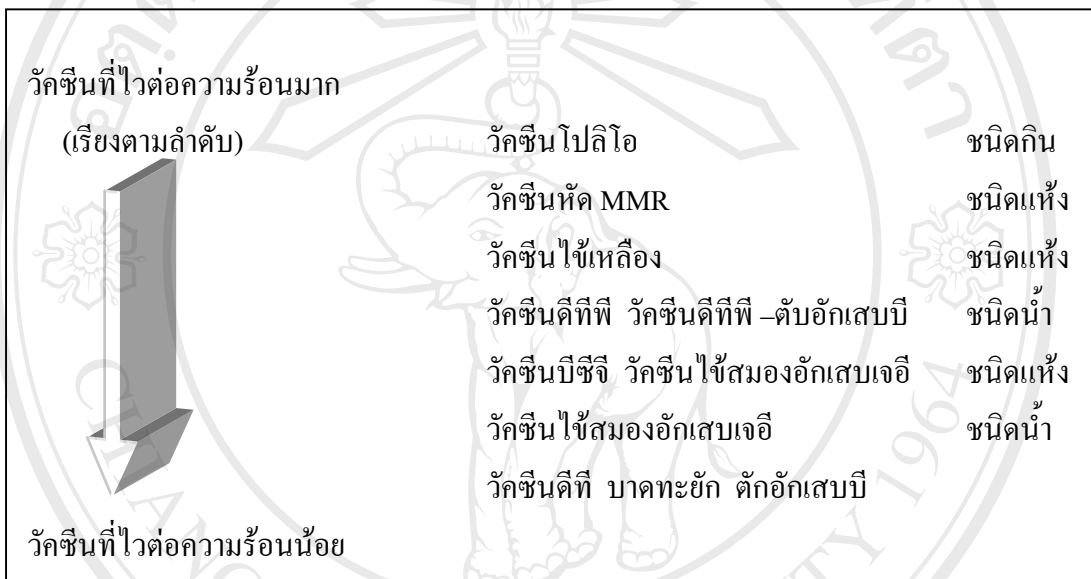 วัคซีนที่ไวต่อความร้อนมาก
(เรียงตามลำดับ) วัคซีนโปลิโอ ชนิดกิน
วัคซีนหัด MMR ชนิดแห้ง
วัคซีนไข้เหลือง ชนิดแห้ง
วัคซีนดีทีพี วัคซีนดีทีพี –ตับอักเสบบี ชนิดน้ำ
วัคซีนบีซีจี วัคซีนไข้สมองอักเสบเจอี ชนิดแห้ง
วัคซีนไข้สมองอักเสบเจอี ชนิดน้ำ
วัคซีนดีที บาดทะยัก ตักอักเสบบี
วัคซีนที่ไวต่อความร้อนน้อย